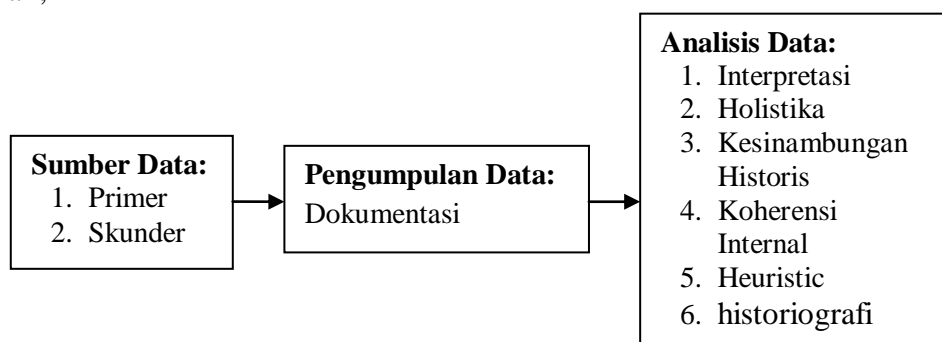 Sumber Data:
1. Primer
2. Skunder
Pengumpulan Data:
Dokumentasi
Analisis Data:
1. Interpretasi
2. Holistika
3. Kesinambungan
Historis
4. Koherensi
Internal
5. Heuristic
6. historiografi